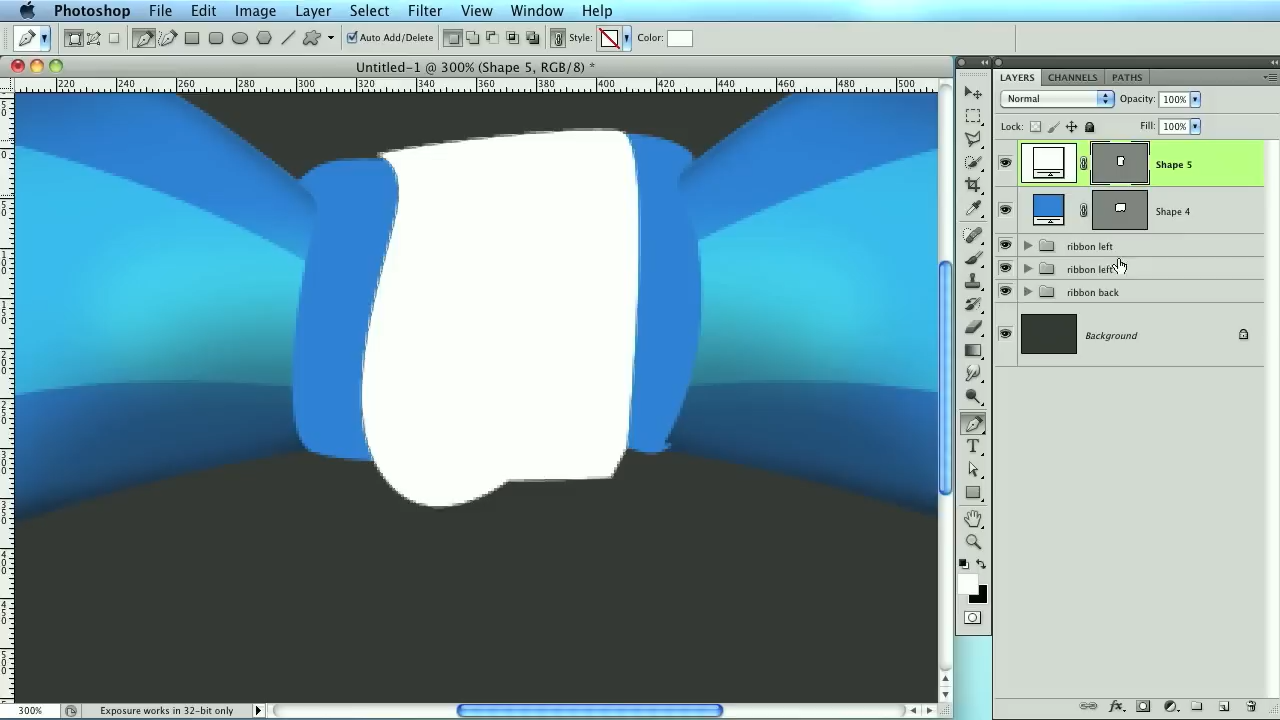 Photoshop File Edit Image Layer Select Filter View Window Help
Auto Add/Delete Style: Color:
Untitled-1 @ 300% (Shape 5, RGB/8) *
220 240 260 280 300 320 340 360 380 400 420 440 460 480 500
LAYERS CHANNELS PATHS
Normal Opacity: 100%
Lock: Fill: 100%
Shape 5
Shape 4
ribbon left
ribbon left
ribbon back
Background
300% Exposure works in 32-bit only